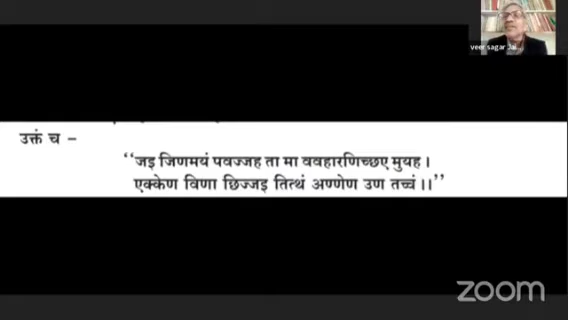 veer sagar Jai...
उक्तं च –
“जइ जिणमयं पवज्जह ता मा ववहारणिच्छए मुयह ।
एक्केण विणा छिज्जइ तित्थं अण्णेण उण तच्चं ।।”
zoom